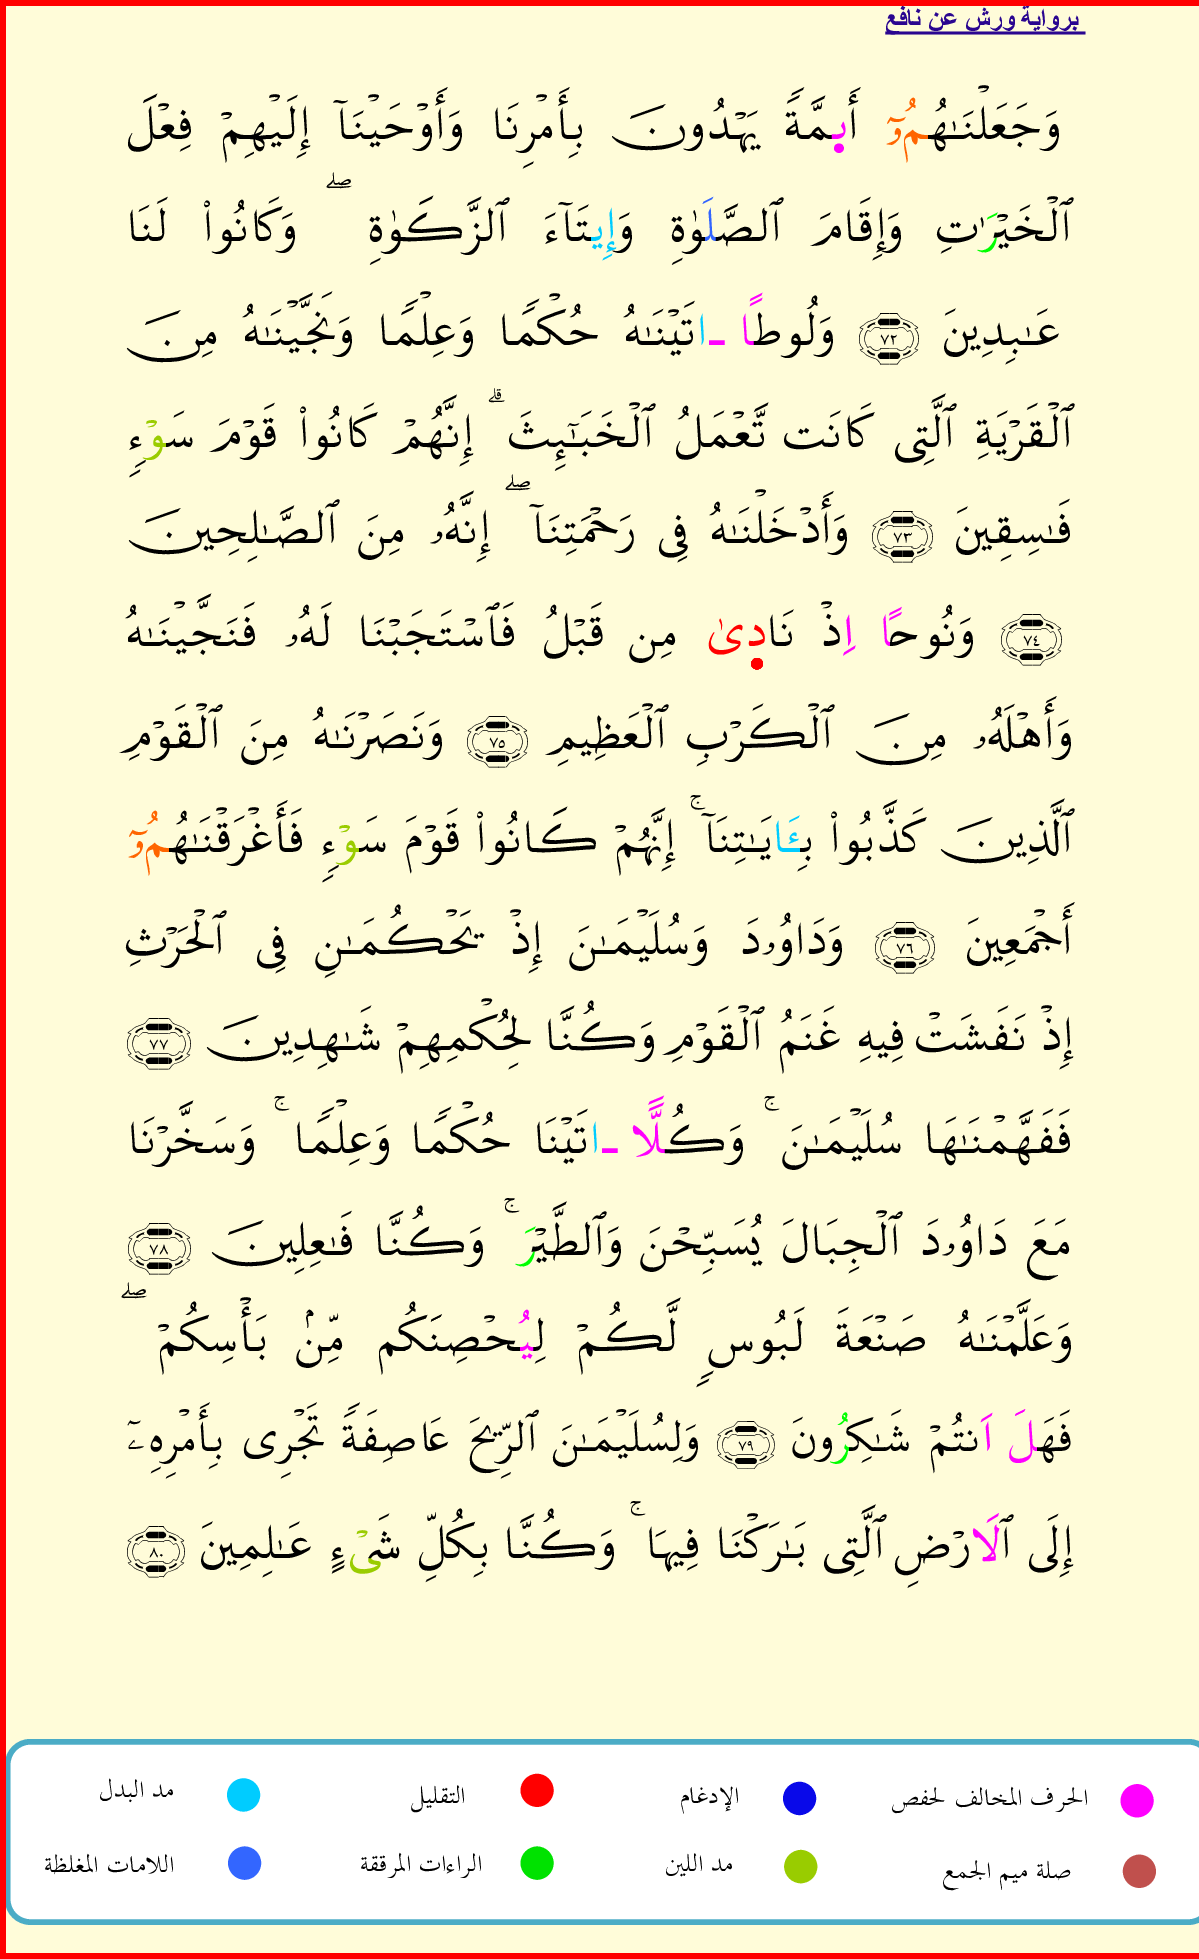 برواية ورش عن نافع
وَجَعَلْنَٰهُمُۥٓ أَيِمَّةً يَهْدُونَ بِأَمْرِنَا وَأَوْحَيْنَآ إِلَيْهِمْ فِعْلَ
ٱلْخَيْرَٰتِ وَإِقَامَ ٱلصَّلَوٰةِ وَإِيتَآءَ ٱلزَّكَوٰةِ ۖ وَكَانُواْ لَنَا
عَٰبِدِينَ ٧٢ وَلُوطًا ـاتَيْنَٰهُ حُكْمًا وَعِلْمًا وَنَجَّيْنَٰهُ مِنَ
ٱلْقَرْيَةِ ٱلَّتِى كَانَت تَّعْمَلُ ٱلْخَبَٰٓئِثَ ۗ إِنَّهُمْ كَانُواْ قَوْمَ سَوْءٍ
فَٰسِقِينَ ٧٣ وَأَدْخَلْنَٰهُ فِى رَحْمَتِنَآ ۖ إِنَّهُۥ مِنَ ٱلصَّٰلِحِينَ
٧٤ وَنُوحًا اِذْ نَادِىٰ مِن قَبْلُ فَٱسْتَجَبْنَا لَهُۥ فَنَجَّيْنَٰهُ
وَأَهْلَهُۥ مِنَ ٱلْكَرْبِ ٱلْعَظِيمِ ٧٥ وَنَصَرْنَٰهُ مِنَ ٱلْقَوْمِ
ٱلَّذِينَ كَذَّبُواْ بِـَٔايَٰتِنَآ ۚ إِنَّهُمْ كَانُواْ قَوْمَ سَوْءٍ فَأَغْرَقْنَٰهُمُۥٓ
أَجْمَعِينَ ٧٦ وَدَاوُۥدَ وَسُلَيْمَٰنَ إِذْ يَحْكُمَٰنِ فِى ٱلْحَرْثِ
إِذْ نَفَشَتْ فِيهِ غَنَمُ ٱلْقَوْمِ وَكُنَّا لِحُكْمِهِمْ شَٰهِدِينَ ٧٧
فَفَهَّمْنَٰهَا سُلَيْمَٰنَ ۚ وَكُلًّا ـاتَيْنَا حُكْمًا وَعِلْمًا ۚ وَسَخَّرْنَا
مَعَ دَاوُۥدَ ٱلْجِبَالَ يُسَبِّحْنَ وَٱلطَّيْرَ ۚ وَكُنَّا فَٰعِلِينَ ٧٨
وَعَلَّمْنَٰهُ صَنْعَةَ لَبُوسٍ لَّكُمْ لِيُحْصِنَكُم مِّنۢ بَأْسِكُمْ ۖ
فَهَلَ اَنتُمْ شَٰكِرُونَ ٧٩ وَلِسُلَيْمَٰنَ ٱلرِّيحَ عَاصِفَةً تَجْرِى بِأَمْرِهِۦٓ
إِلَى ٱلَارْضِ ٱلَّتِى بَٰرَكْنَا فِيهَا ۚ وَكُنَّا بِكُلِّ شَىْءٍ عَٰلِمِينَ ٨٠
الحرف المخالف لحفص الإدغام التقليل مد البدل
صلة ميم الجمع مد اللين الراءات المرققة اللامات المغلظة